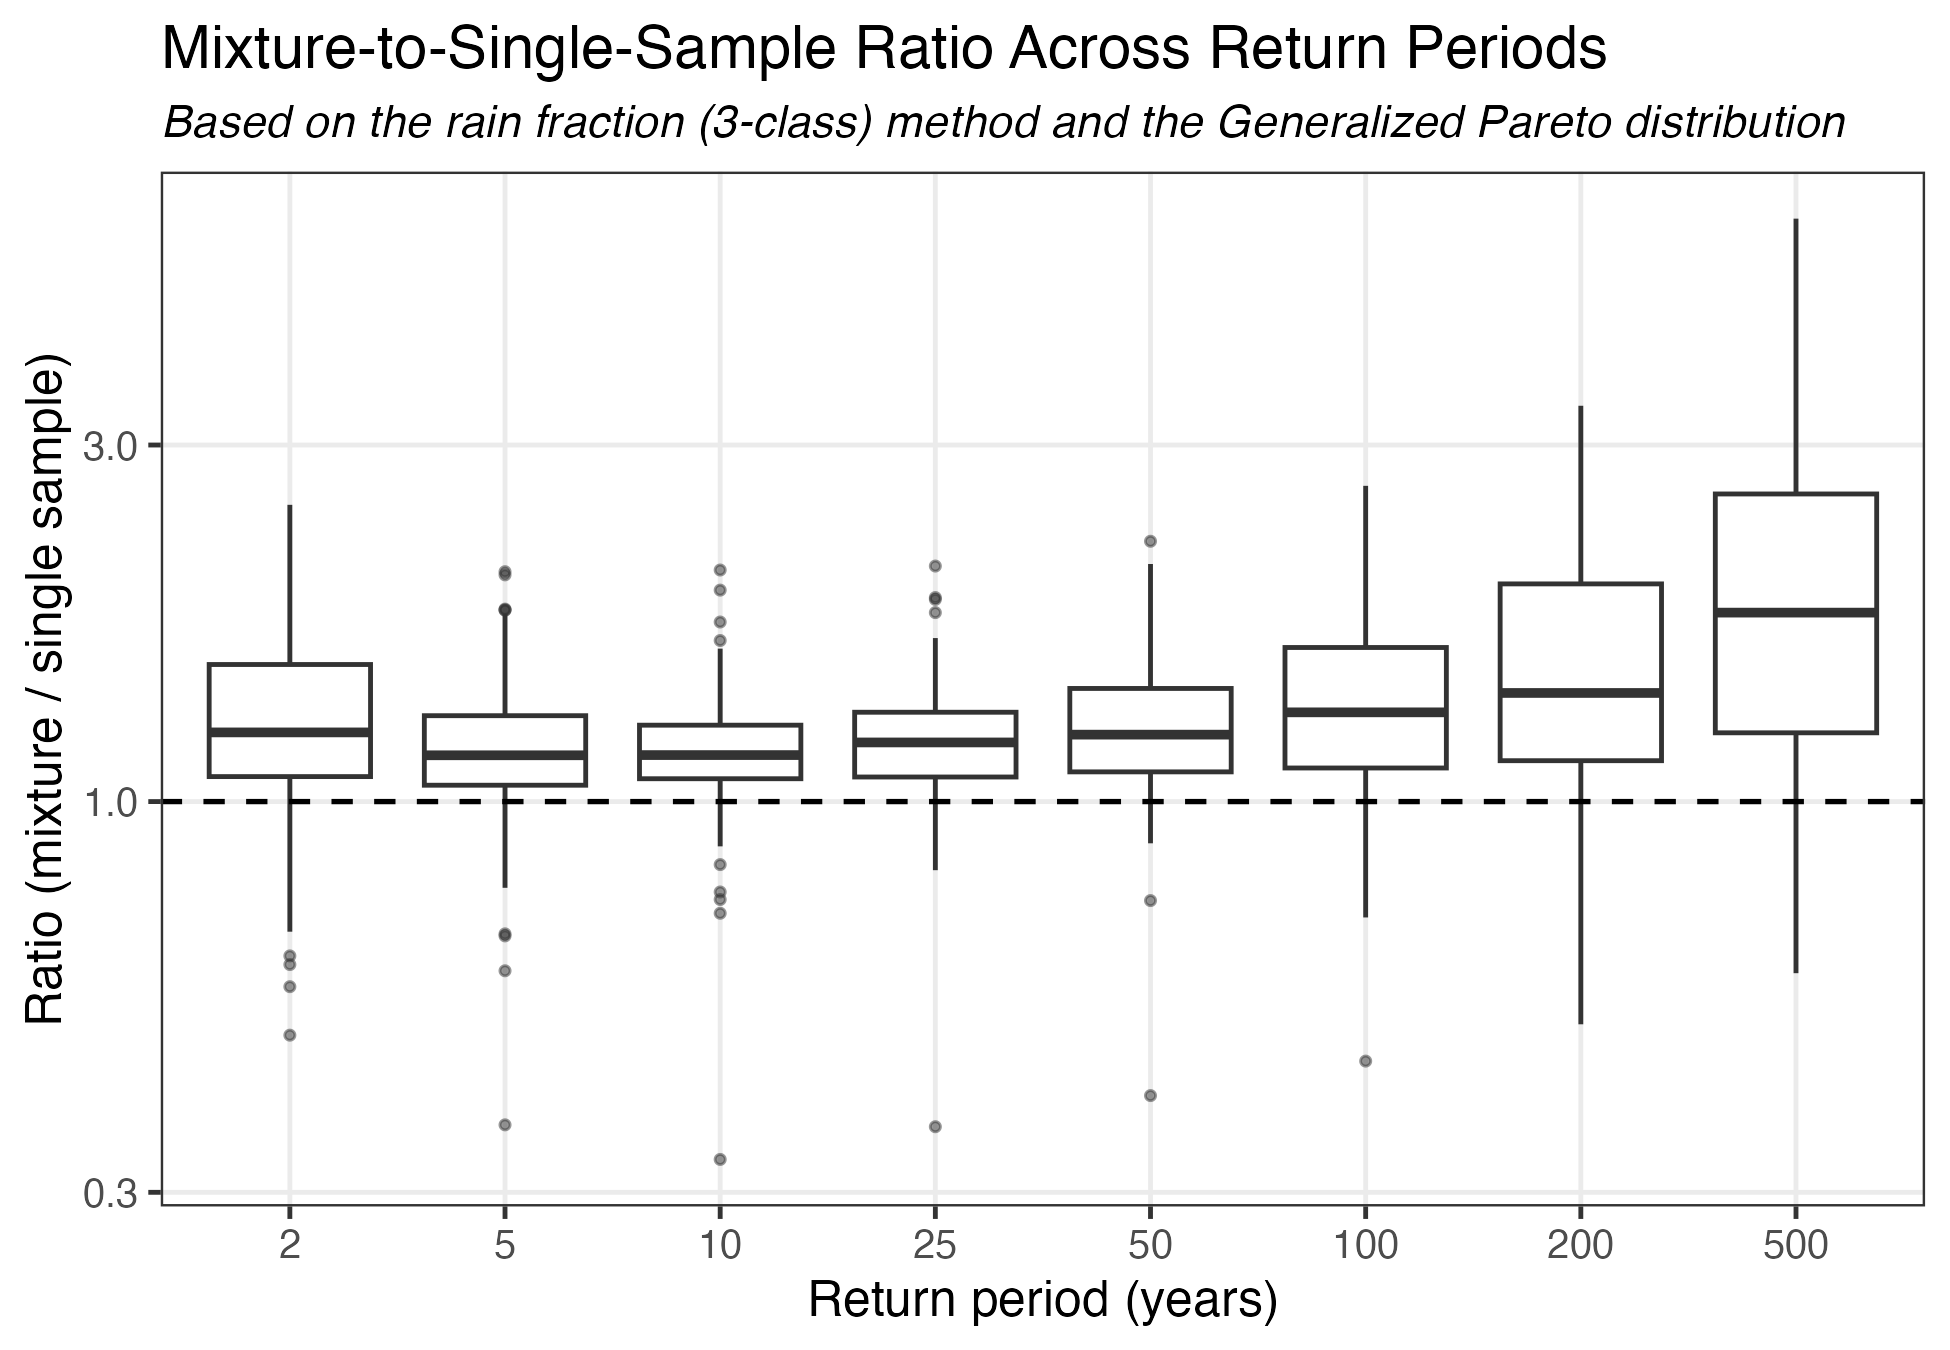 Mixture-to-Single-Sample Ratio Across Return Periods
Based on the rain fraction (3-class) method and the Generalized Pareto distribution
Ratio (mixture / single sample)
3.0
1.0
0.3
2 5 10 25 50 100 200 500
Return period (years)